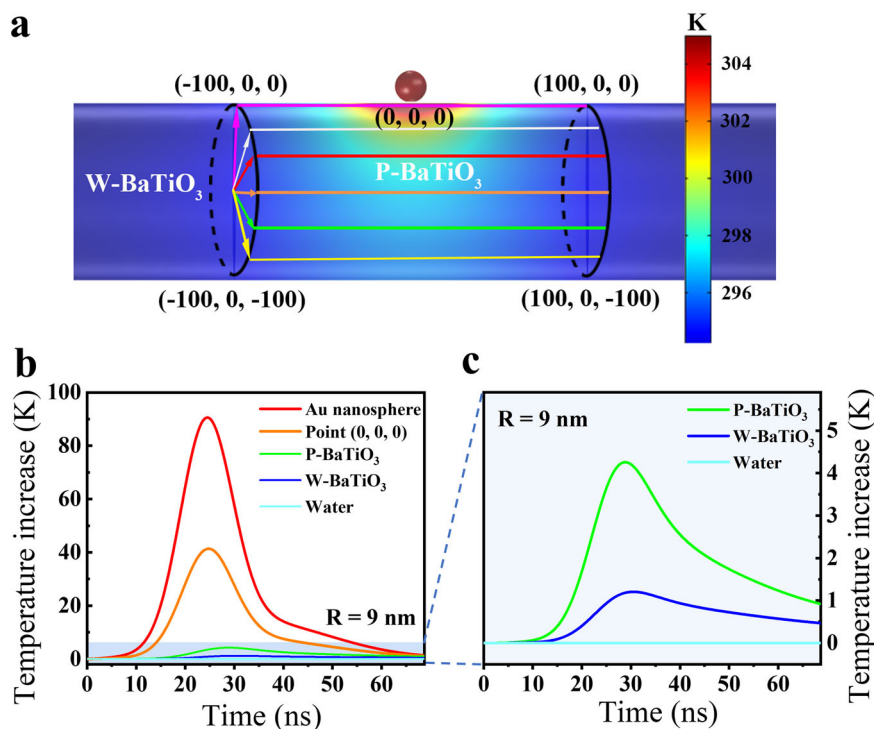 a
K
(-100, 0, 0)
(100, 0, 0)
304
(0, 0, 0)
302
W-BaTiO3
P-BaTiO3
300
298
296
(-100, 0, -100)
(100, 0, -100)
b
100
80
60
40
20
0
Temperature increase (K)
Au nanosphere
Point (0, 0, 0)
P-BaTiO3
W-BaTiO3
Water
R = 9 nm
0 20 40 60
Time (ns)
c
R = 9 nm
P-BaTiO3
W-BaTiO3
Water
5
4
3
2
1
0
Temperature increase (K)
0 10 20 30 40 50 60
Time (ns)